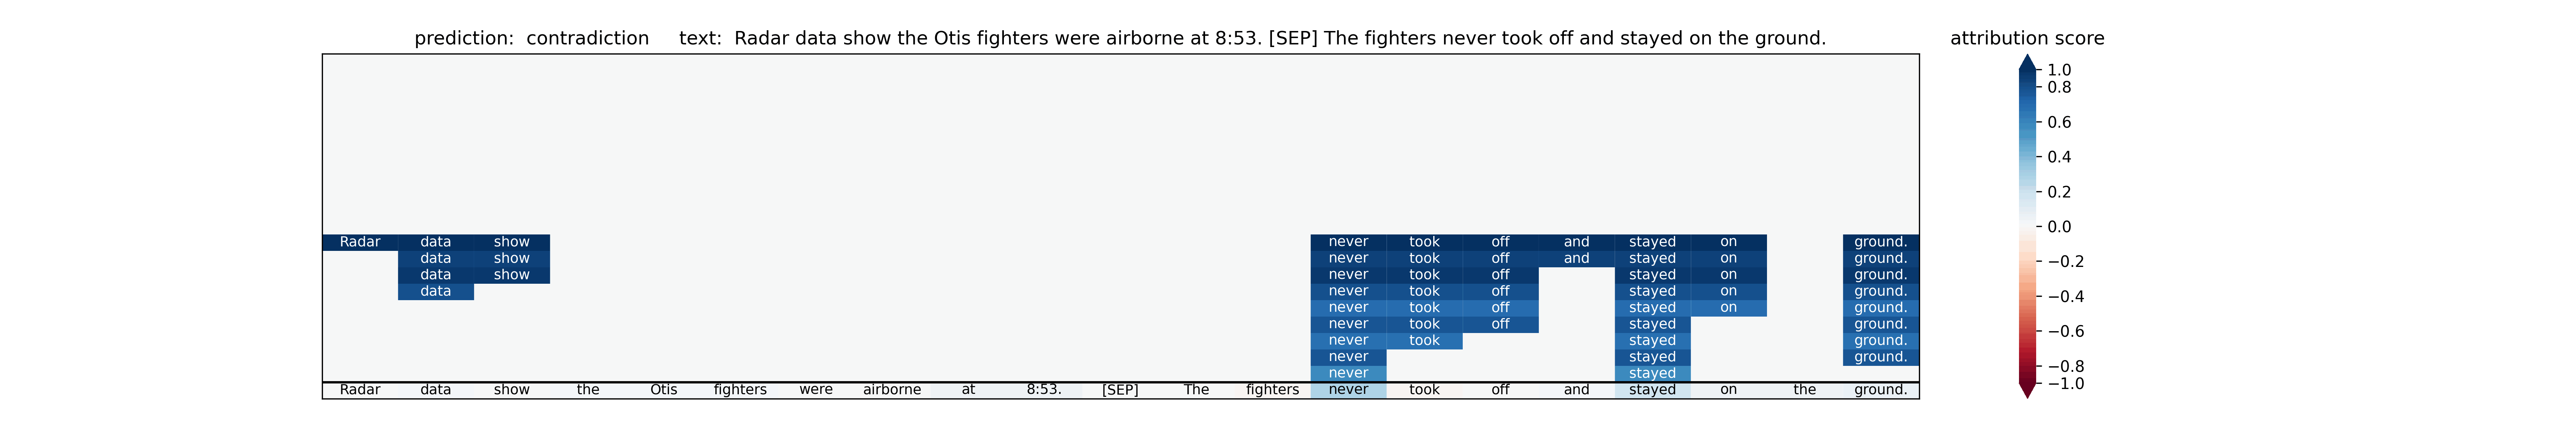 prediction:  contradiction     text:  Radar data show the Otis fighters were airborne at 8:53. [SEP] The fighters never took off and stayed on the ground.
attribution score
1.0
0.8
0.6
0.4
0.2
0.0
−0.2
−0.4
−0.6
−0.8
−1.0
Radar data show never took off and stayed on ground.
data show never took off and stayed on ground.
data show never took off stayed on ground.
data never took off stayed on ground.
never took off stayed on ground.
never took off stayed ground.
never took stayed ground.
never stayed ground.
never stayed
Radar data show the Otis fighters were airborne at 8:53. [SEP] The fighters never took off and stayed on the ground.